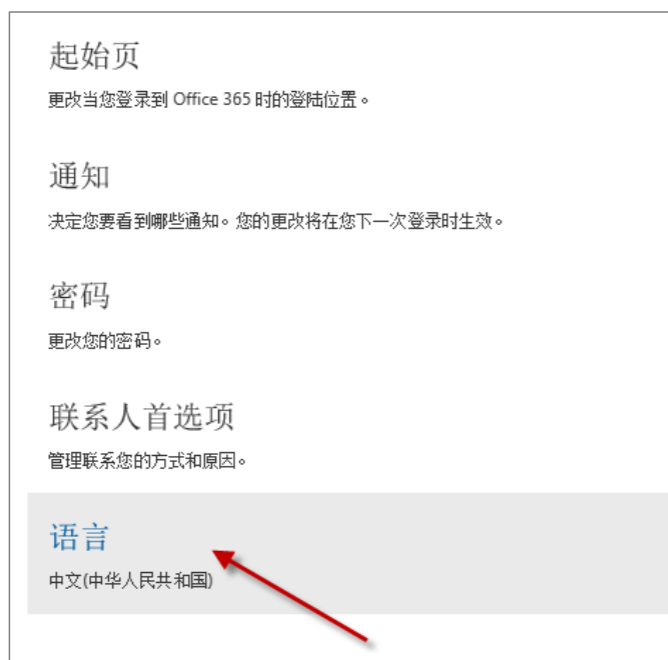 起始页
更改当您登录到 Office 365 时的登陆位置。
通知
决定您要看到哪些通知。您的更改将在您下一次登录时生效。
密码
更改您的密码。
联系人首选项
管理联系您的方式和原因。
语言
中文(中华人民共和国)